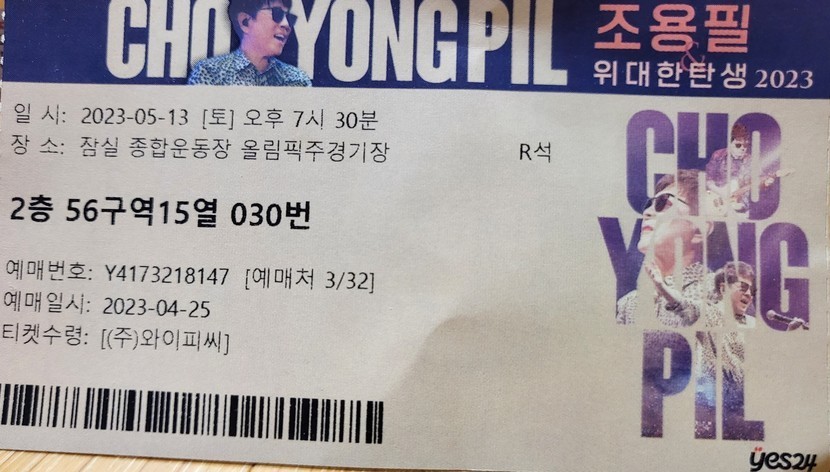 CHO YONG PIL
조용필
&
위대한탄생 2023
일 시: 2023-05-13 [토] 오후 7시 30분
장 소: 잠실 종합운동장 올림픽주경기장
R석
2층 56구역15열 030번
예매번호: Y4173218147 [예매처 3/32]
예매일시: 2023-04-25
티켓수령: [(주)와이피씨]
CHO
YONG
PIL
yes24